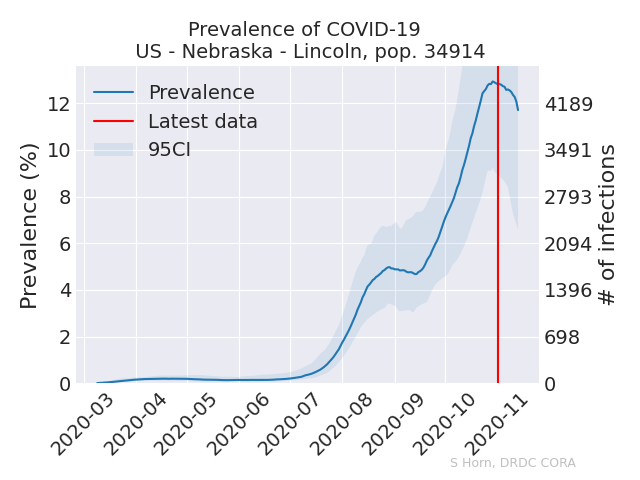 Prevalence of COVID-19
US - Nebraska - Lincoln, pop. 34914
Prevalence
Latest data
95CI
Prevalence (%)
12
10
8
6
4
2
0
4189
3491
2793
2094
1396
698
0
# of infections
2020-03
2020-04
2020-05
2020-06
2020-07
2020-08
2020-09
2020-10
2020-11
S Horn, DRDC CORA